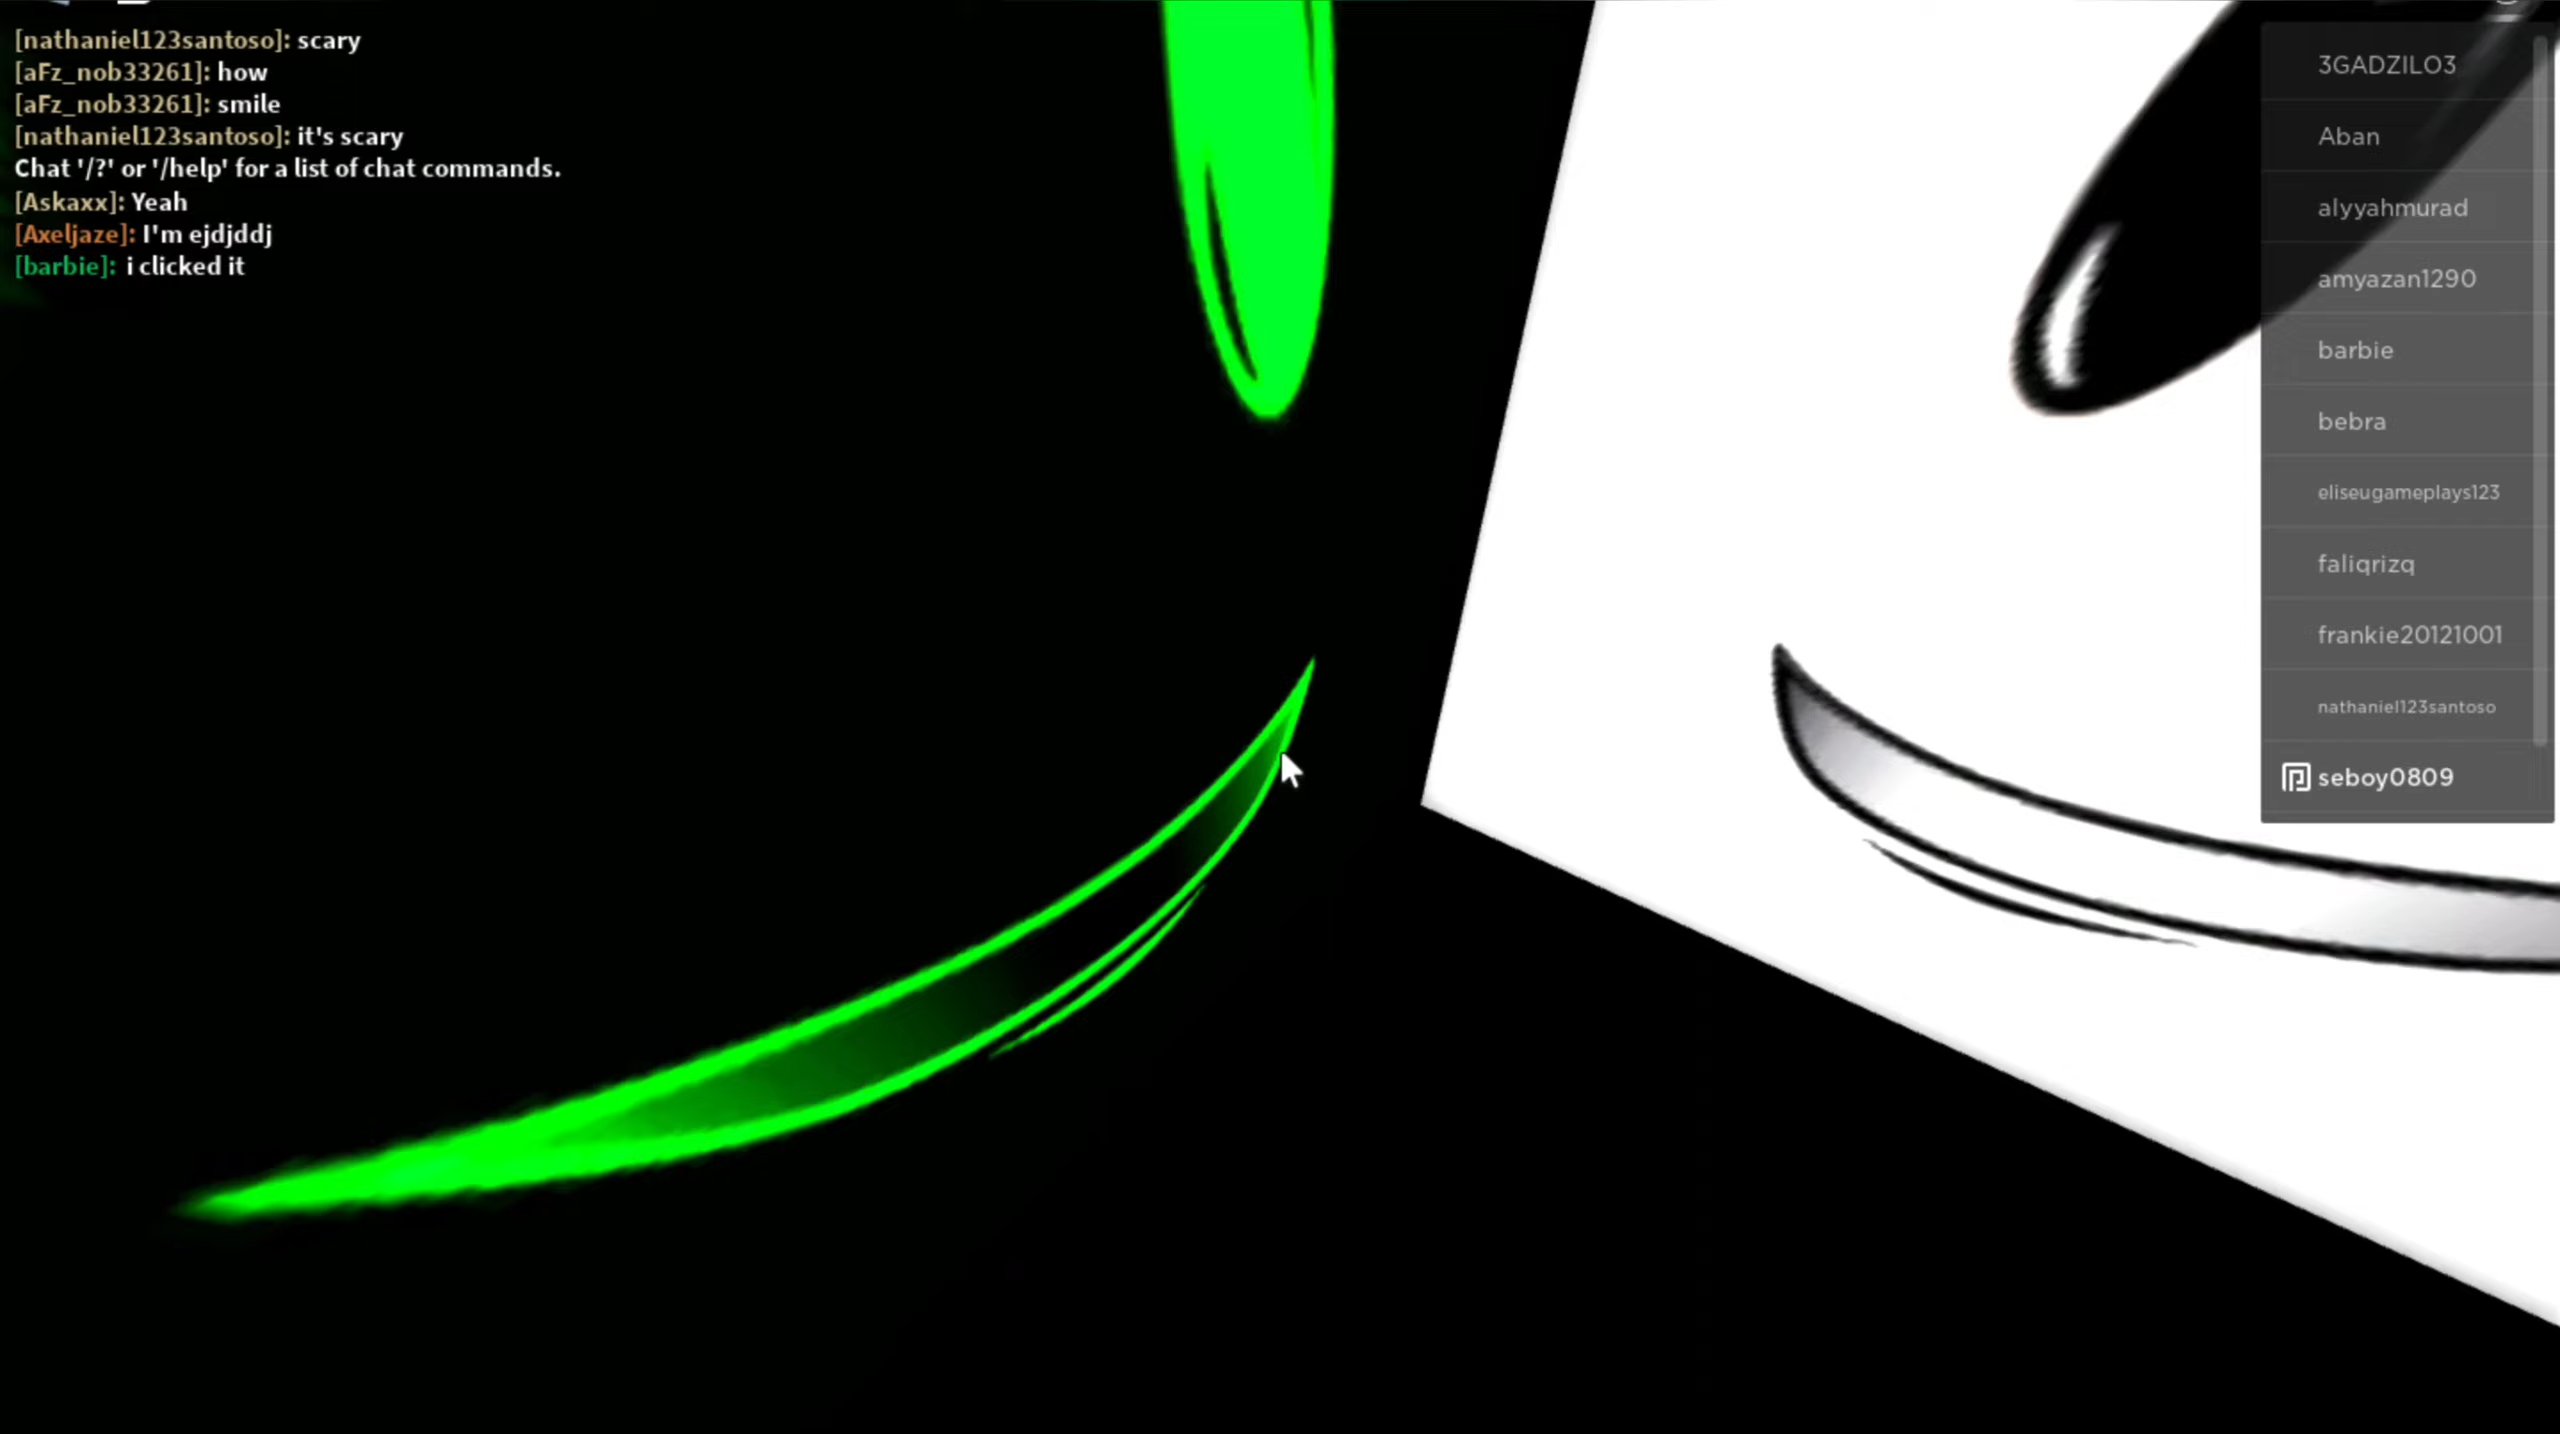 [nathaniel123santoso]: scary
[aFz_nob33261]: how
[aFz_nob33261]: smile
[nathaniel123santoso]: it's scary
Chat '/?' or '/help' for a list of chat commands.
[Askaxx]: Yeah
[Axeljaze]: I'm ejdjddj
[barbie]: i clicked it
3GADZILO3
Aban
alyyahmurad
amyazan1290
barbie
bebra
eliseugameplays123
faliqrizq
frankie20121001
nathaniel123santoso
seboy0809